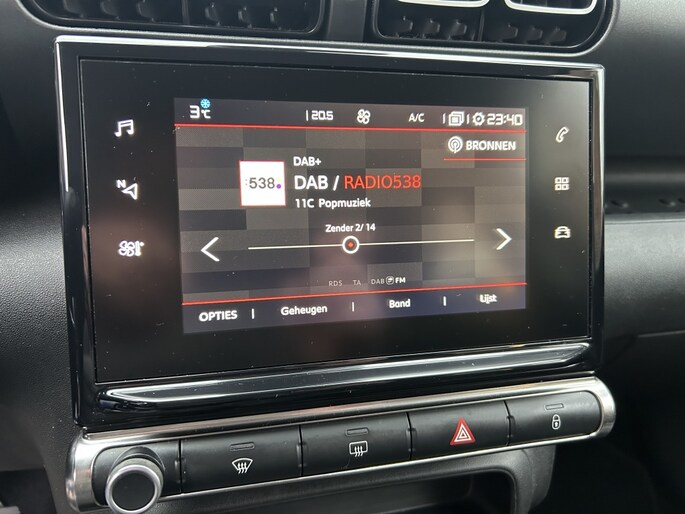 3°C 20.5 A/C 23:40
BRONNEN
DAB+
538 DAB / RADIO538
11C Popmuziek
Zender 2/ 14
N
RDS TA DAB FM
OPTIES Geheugen Band Lijst